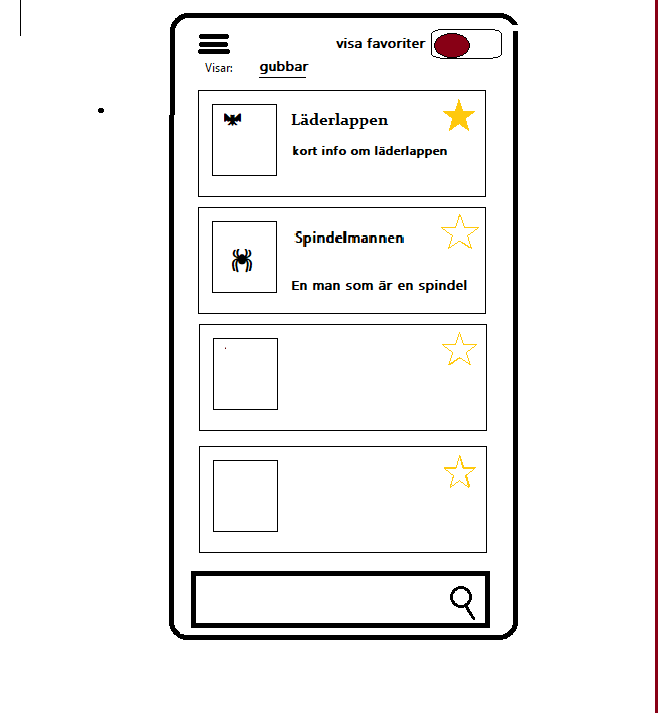 visa favoriter
Visar: gubbar
Läderlappen
kort info om läderlappen
Spindelmannen
En man som är en spindel